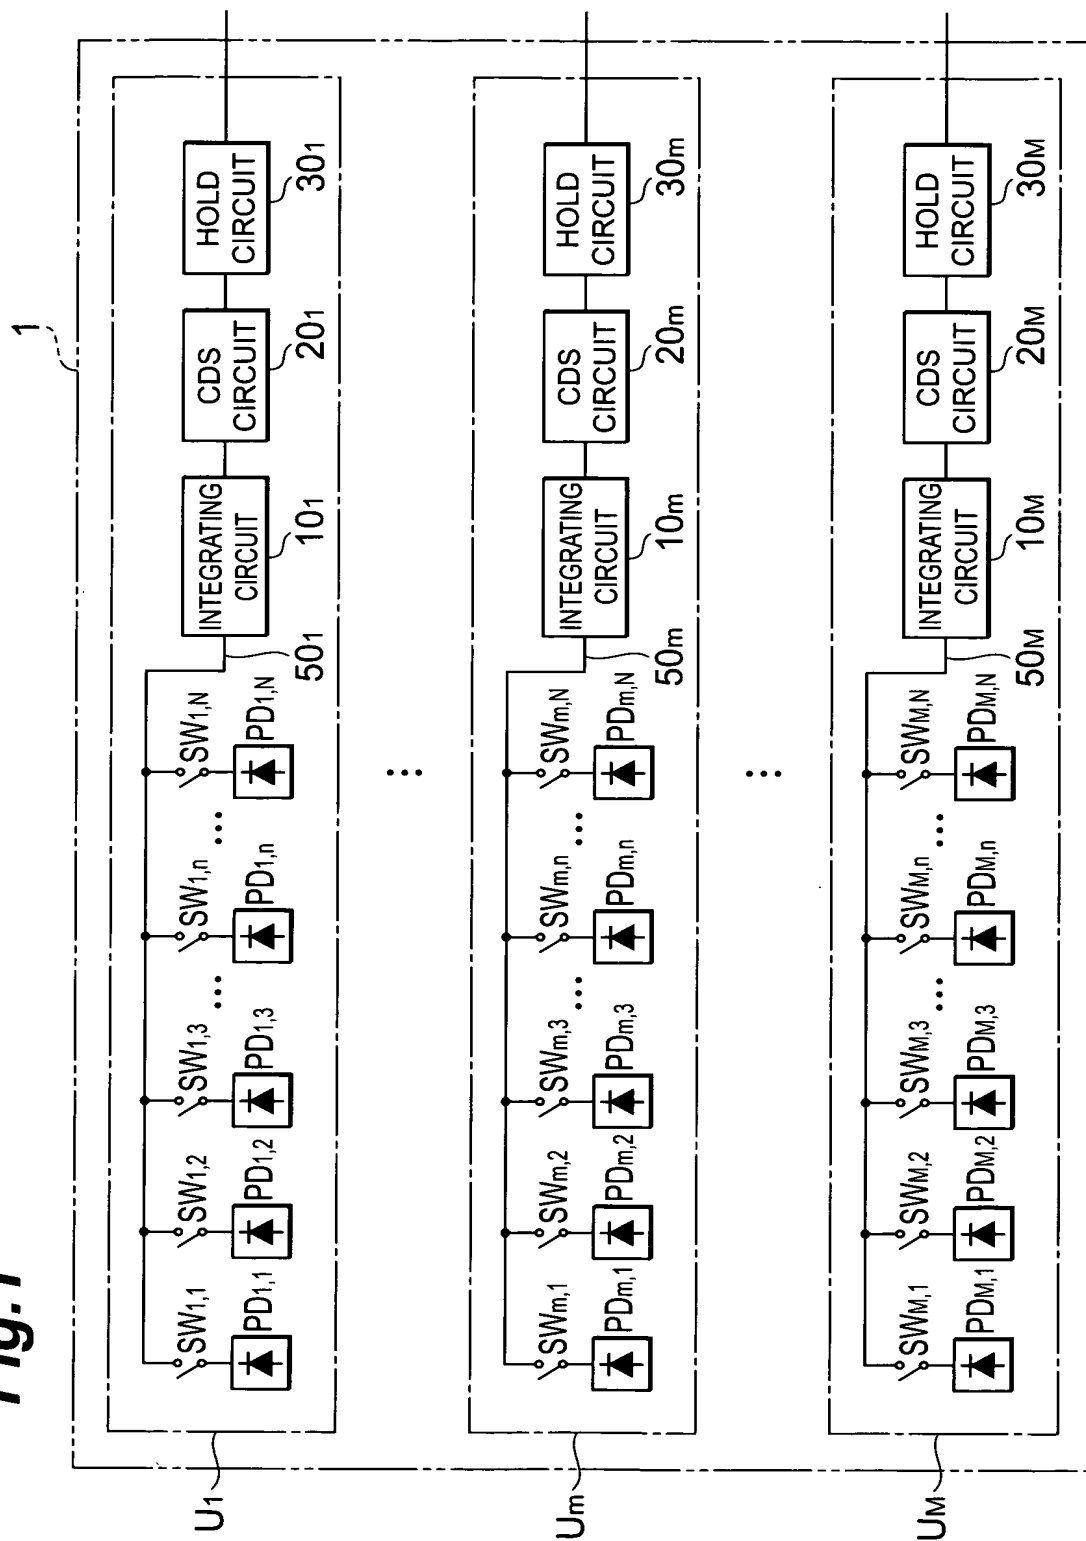 Fig.1
1
U1
SW1,1
PD1,1
SW1,2
PD1,2
SW1,3
PD1,3
...
SW1,n
PD1,n
...
SW1,N
PD1,N
501
INTEGRATING
CIRCUIT
101
CDS
CIRCUIT
201
HOLD
CIRCUIT
301
...
Um
SWm,1
PDm,1
SWm,2
PDm,2
SWm,3
PDm,3
...
SWm,n
PDm,n
...
SWm,N
PDm,N
50m
INTEGRATING
CIRCUIT
10m
CDS
CIRCUIT
20m
HOLD
CIRCUIT
30m
...
UM
SWM,1
PDM,1
SWM,2
PDM,2
SWM,3
PDM,3
...
SWM,n
PDM,n
...
SWM,N
PDM,N
50M
INTEGRATING
CIRCUIT
10M
CDS
CIRCUIT
20M
HOLD
CIRCUIT
30M